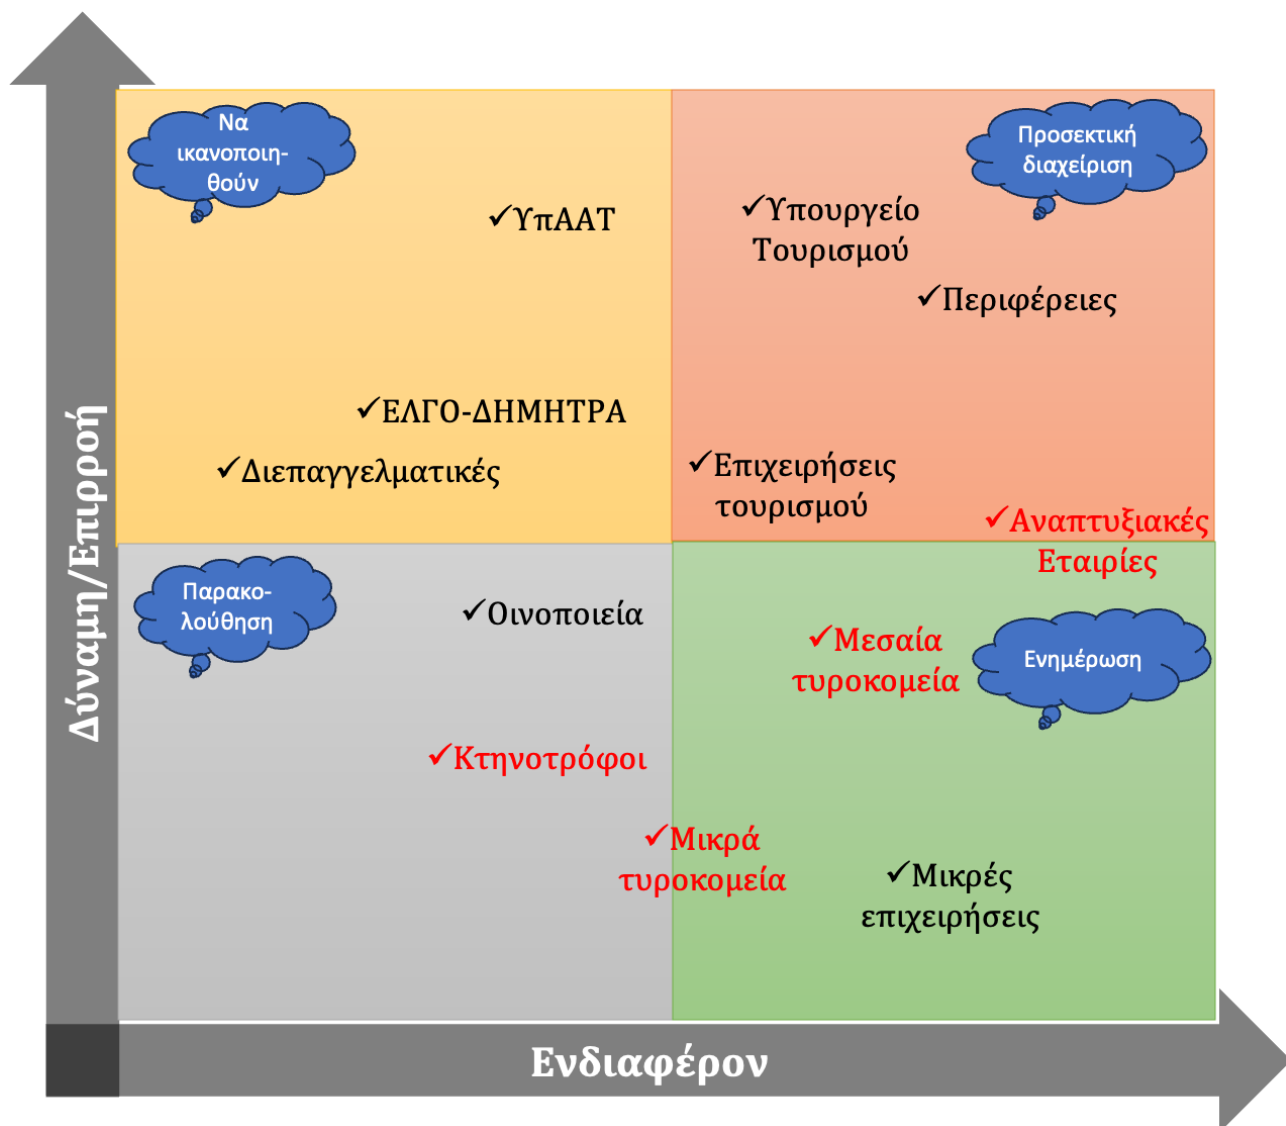 Να
ικανοποιη-
θούν
Προσεκτική
διαχείριση
✓ΥπΑΑΤ
✓Υπουργείο
Τουρισμού
✓Περιφέρειες
✓ΕΛΓΟ-ΔΗΜΗΤΡΑ
✓Διεπαγγελματικές
✓Επιχειρήσεις
τουρισμού
✓Αναπτυξιακές
Εταιρίες
Δύναμη/Επιρροή
Παρακο-
λούθηση
✓Οινοποιεία
✓Μεσαία
τυροκομεία
Ενημέρωση
✓Κτηνοτρόφοι
✓Μικρά
τυροκομεία
✓Μικρές
επιχειρήσεις
Ενδιαφέρον